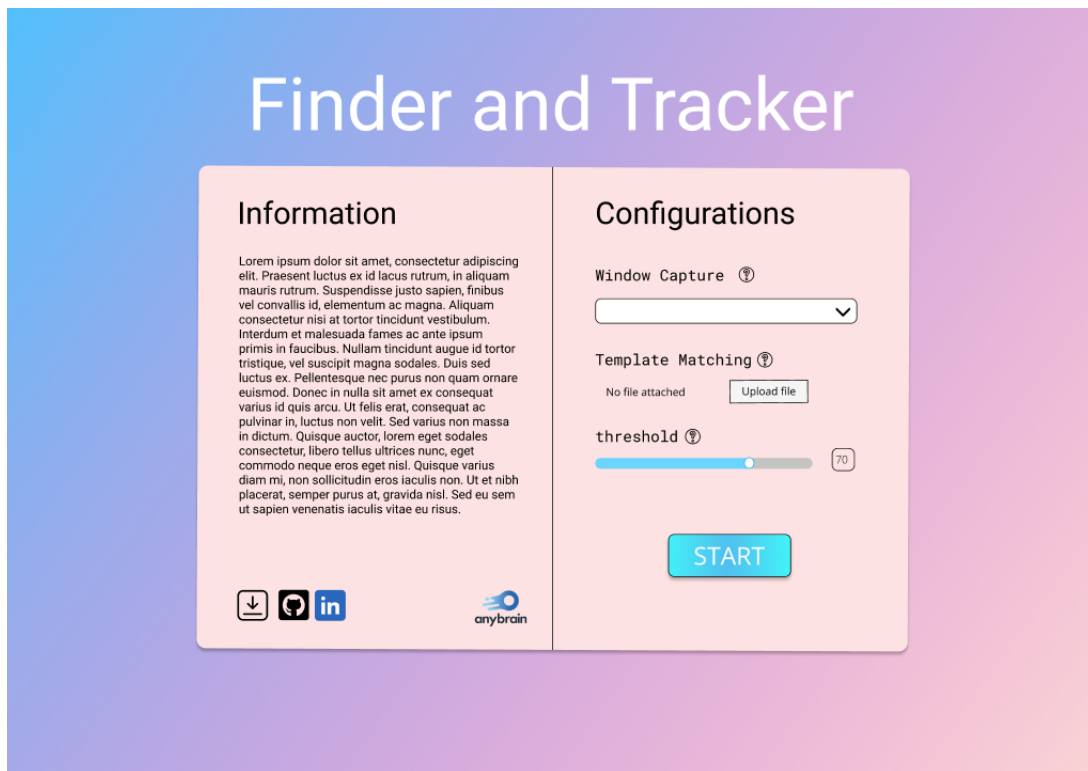 Finder and Tracker
Information
Lorem ipsum dolor sit amet, consectetur adipiscing
elit. Praesent luctus ex id lacus rutrum, in aliquam
mauris rutrum. Suspendisse justo sapien, finibus
vel convallis id, elementum ac magna. Aliquam
consectetur nisi at tortor tincidunt vestibulum.
Interdum et malesuada fames ac ante ipsum
primis in faucibus. Nullam tincidunt augue id tortor
tristique, vel suscipit magna sodales. Duis sed
luctus ex. Pellentesque nec purus non quam ornare
euismod. Donec in nulla sit amet ex consequat
varius id quis arcu. Ut felis erat, consequat ac
pulvinar in, luctus non velit. Sed varius non massa
in dictum. Quisque auctor, lorem eget sodales
consectetur, libero tellus ultrices nunc, eget
commodo neque eros eget nisl. Quisque varius
diam mi, non sollicitudin eros iaculis non. Ut et nibh
placerat, semper purus at, gravida nisl. Sed eu sem
ut sapien venenatis iaculis vitae eu risus.
in
anybrain
Configurations
Window Capture ?
Template Matching ?
No file attached Upload file
threshold ?
70
START